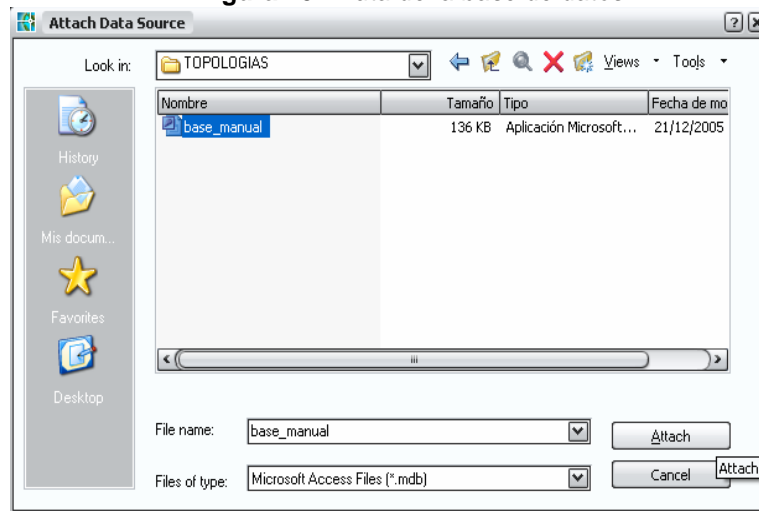 Attach Data Source
Look in:
TOPOLOGIAS
Views
Tools
Nombre Tamaño Tipo Fecha de mo
base_manual 136 KB Aplicación Microsoft... 21/12/2005
History
Mis docum...
Favorites
Desktop
File name: base_manual
Attach
Files of type: Microsoft Access Files (*.mdb)
Cancel
Attach